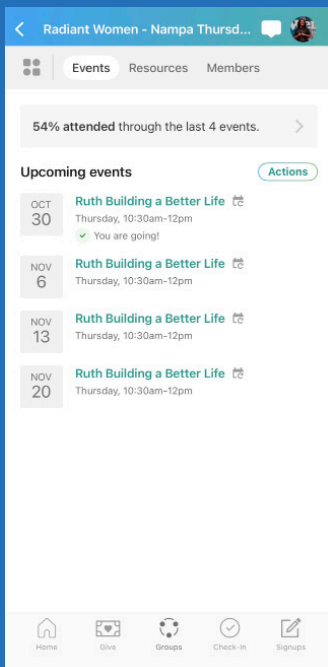 Radiant Women - Nampa Thursd...
Events Resources Members
54% attended through the last 4 events.
Upcoming events Actions
OCT
30
Ruth Building a Better Life
Thursday, 10:30am-12pm
You are going!
NOV
6
Ruth Building a Better Life
Thursday, 10:30am-12pm
NOV
13
Ruth Building a Better Life
Thursday, 10:30am-12pm
NOV
20
Ruth Building a Better Life
Thursday, 10:30am-12pm
Home Give Groups Check-In Signups